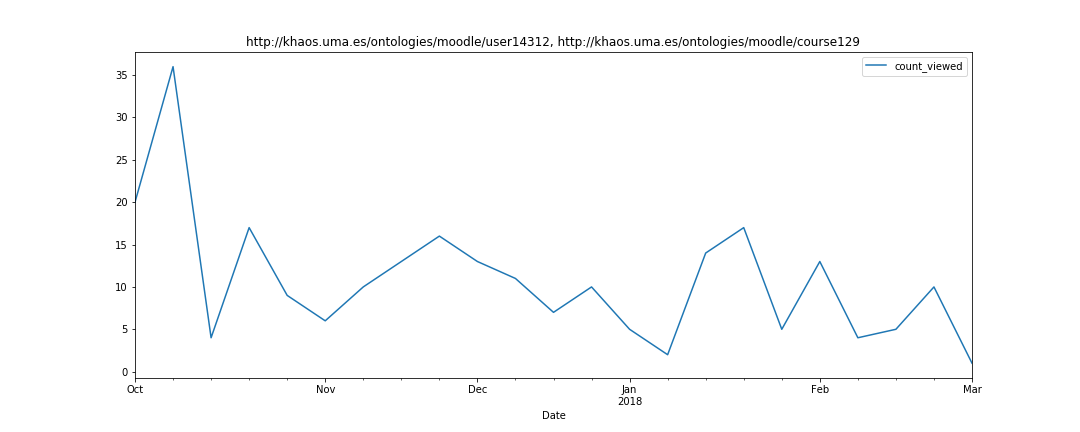 http://khaos.uma.es/ontologies/moodle/user14312, http://khaos.uma.es/ontologies/moodle/course129
count_viewed
35
30
25
20
15
10
5
0
Oct
Nov
Dec
Jan
2018
Feb
Mar
Date